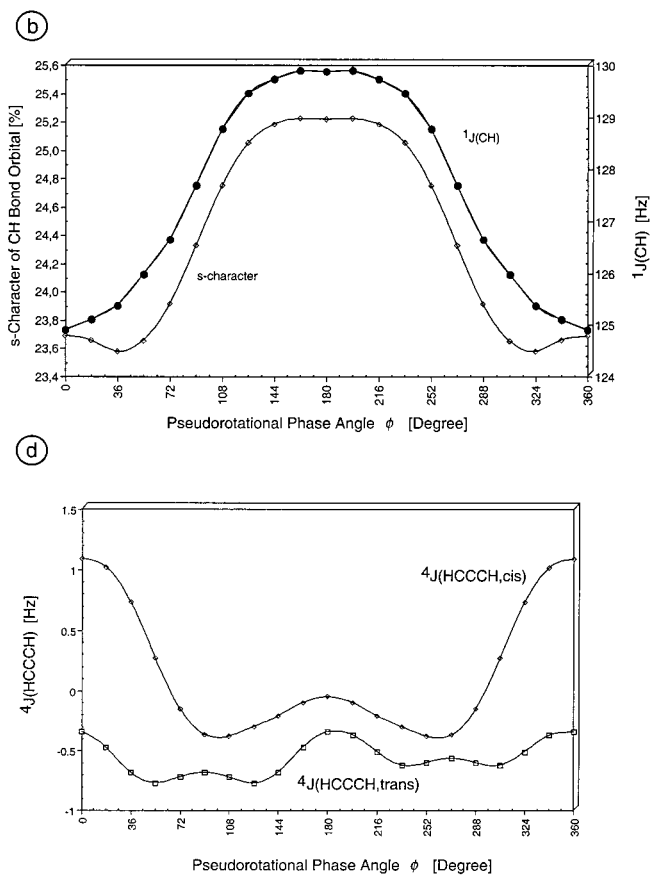 b
25,6
25,4
25,2
25,0
24,8
24,6
24,4
24,2
24,0
23,8
23,6
23,4
s-Character of CH Bond Orbital [%]
130
129
128
127
126
125
124
¹J(CH) [Hz]
¹J(CH)
s-character
0 36 72 108 144 180 216 252 288 324 360
Pseudorotational Phase Angle ϕ [Degree]
d
1.5
1
0.5
0
-0.5
-1
⁴J(HCCCH) [Hz]
⁴J(HCCCH,cis)
⁴J(HCCCH,trans)
0 36 72 108 144 180 216 252 288 324 360
Pseudorotational Phase Angle ϕ [Degree]